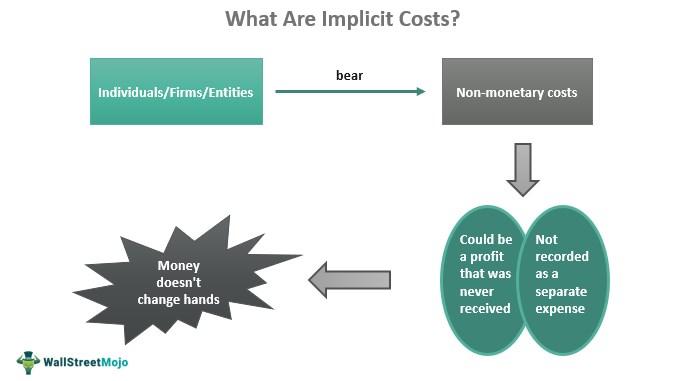 What Are Implicit Costs?
Individuals/Firms/Entities
bear
Non-monetary costs
Could be
a profit
that was
never
received
Not
recorded
as a
separate
expense
Money
doesn't
change hands
WallStreetMojo